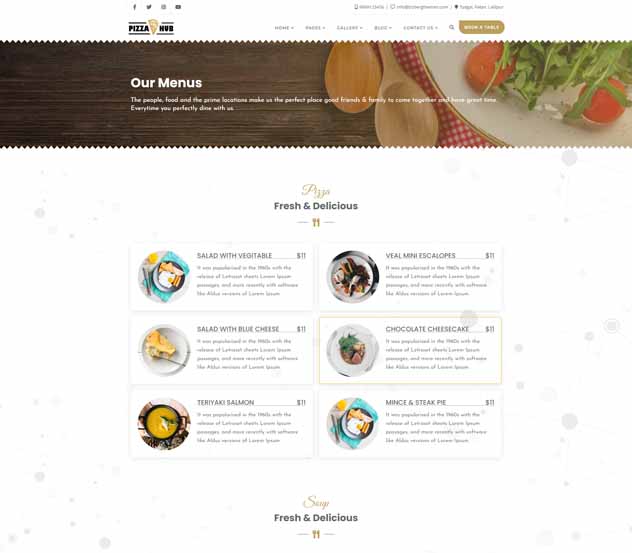 info@bizbergthemes.com | Tyagal, Patan, Lalitpur
PIZZA HUB
HOME PAGES GALLERY BLOG CONTACT US BOOK A TABLE
Our Menus
The people, food and the prime locations make us the perfect place good friends & family to come together and have great time.
Everytime you perfectly dine with us.
Pizza
Fresh & Delicious
SALAD WITH VEGITABLE $11
It was popularised in the 1960s with the
release of Letraset sheets Lorem Ipsum
passages, and more recently with software
like Aldus versions of Lorem Ipsum.
VEAL MINI ESCALOPES $11
It was popularised in the 1960s with the
release of Letraset sheets Lorem Ipsum
passages, and more recently with software
like Aldus versions of Lorem Ipsum.
SALAD WITH BLUE CHEESE $11
It was popularised in the 1960s with the
release of Letraset sheets Lorem Ipsum
passages, and more recently with software
like Aldus versions of Lorem Ipsum.
CHOCOLATE CHEESECAKE $11
It was popularised in the 1960s with the
release of Letraset sheets Lorem Ipsum
passages, and more recently with software
like Aldus versions of Lorem Ipsum.
TERIYAKI SALMON $11
It was popularised in the 1960s with the
release of Letraset sheets Lorem Ipsum
passages, and more recently with software
like Aldus versions of Lorem Ipsum.
MINCE & STEAK PIE $11
It was popularised in the 1960s with the
release of Letraset sheets Lorem Ipsum
passages, and more recently with software
like Aldus versions of Lorem Ipsum.
Soup
Fresh & Delicious